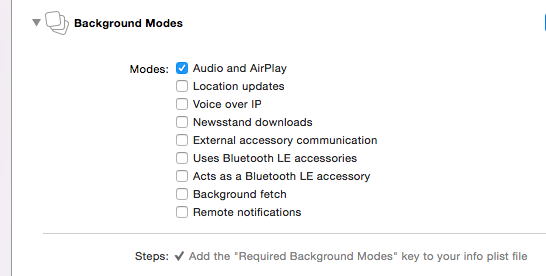 Background Modes
Modes: Audio and AirPlay
Location updates
Voice over IP
Newsstand downloads
External accessory communication
Uses Bluetooth LE accessories
Acts as a Bluetooth LE accessory
Background fetch
Remote notifications
Steps: ✓ Add the "Required Background Modes" key to your info plist file